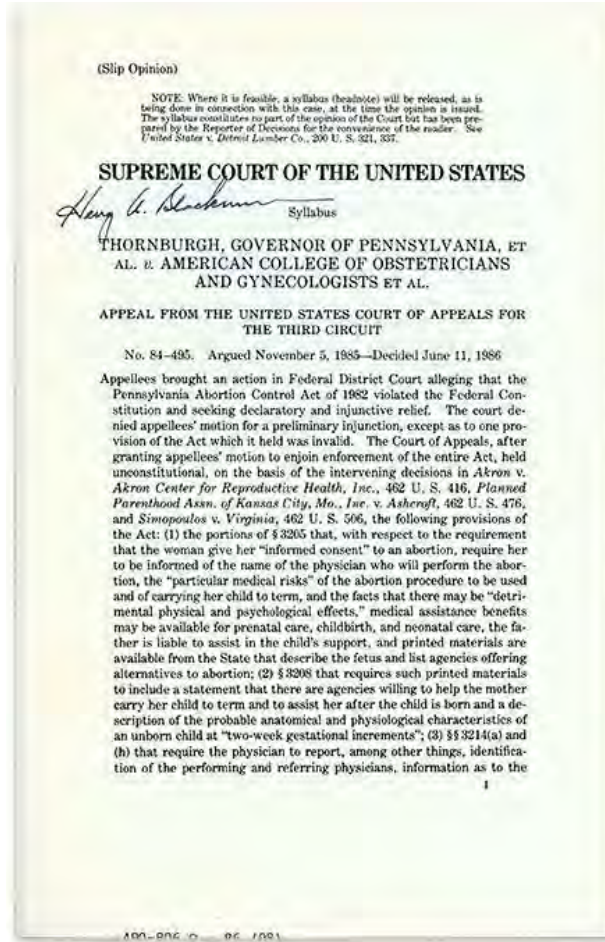 (Slip Opinion)
NOTE: Where it is feasible, a syllabus (headnote) will be released, as is
being done in connection with this case, at the time the opinion is issued.
The syllabus constitutes no part of the opinion of the Court but has been pre-
pared by the Reporter of Decisions for the convenience of the reader. See
United States v. Detroit Lumber Co., 200 U. S. 321, 337.
SUPREME COURT OF THE UNITED STATES
Syllabus
THORNBURGH, GOVERNOR OF PENNSYLVANIA, ET
AL. v. AMERICAN COLLEGE OF OBSTETRICIANS
AND GYNECOLOGISTS ET AL.
APPEAL FROM THE UNITED STATES COURT OF APPEALS FOR
THE THIRD CIRCUIT
No. 84–495. Argued November 5, 1985—Decided June 11, 1986
Appellees brought an action in Federal District Court alleging that the
Pennsylvania Abortion Control Act of 1982 violated the Federal Con-
stitution and seeking declaratory and injunctive relief. The court de-
nied appellees' motion for a preliminary injunction, except as to one pro-
vision of the Act which it held was invalid. The Court of Appeals, after
granting appellees' motion to enjoin enforcement of the entire Act, held
unconstitutional, on the basis of the intervening decisions in Akron v.
Akron Center for Reproductive Health, Inc., 462 U. S. 416, Planned
Parenthood Assn. of Kansas City, Mo., Inc. v. Ashcroft, 462 U. S. 476,
and Simopoulos v. Virginia, 462 U. S. 506, the following provisions of
the Act: (1) the portions of § 3205 that, with respect to the requirement
that the woman give her "informed consent" to an abortion, require her
to be informed of the name of the physician who will perform the abor-
tion, the "particular medical risks" of the abortion procedure to be used
and of carrying her child to term, and the facts that there may be "detri-
mental physical and psychological effects," medical assistance benefits
may be available for prenatal care, childbirth, and neonatal care, the fa-
ther is liable to assist in the child's support, and printed materials are
available from the State that describe the fetus and list agencies offering
alternatives to abortion; (2) § 3208 that requires such printed materials
to include a statement that there are agencies willing to help the mother
carry her child to term and to assist her after the child is born and a de-
scription of the probable anatomical and physiological characteristics of
an unborn child at "two-week gestational increments"; (3) §§ 3214(a) and
(h) that require the physician to report, among other things, identifica-
tion of the performing and referring physicians, information as to the
I